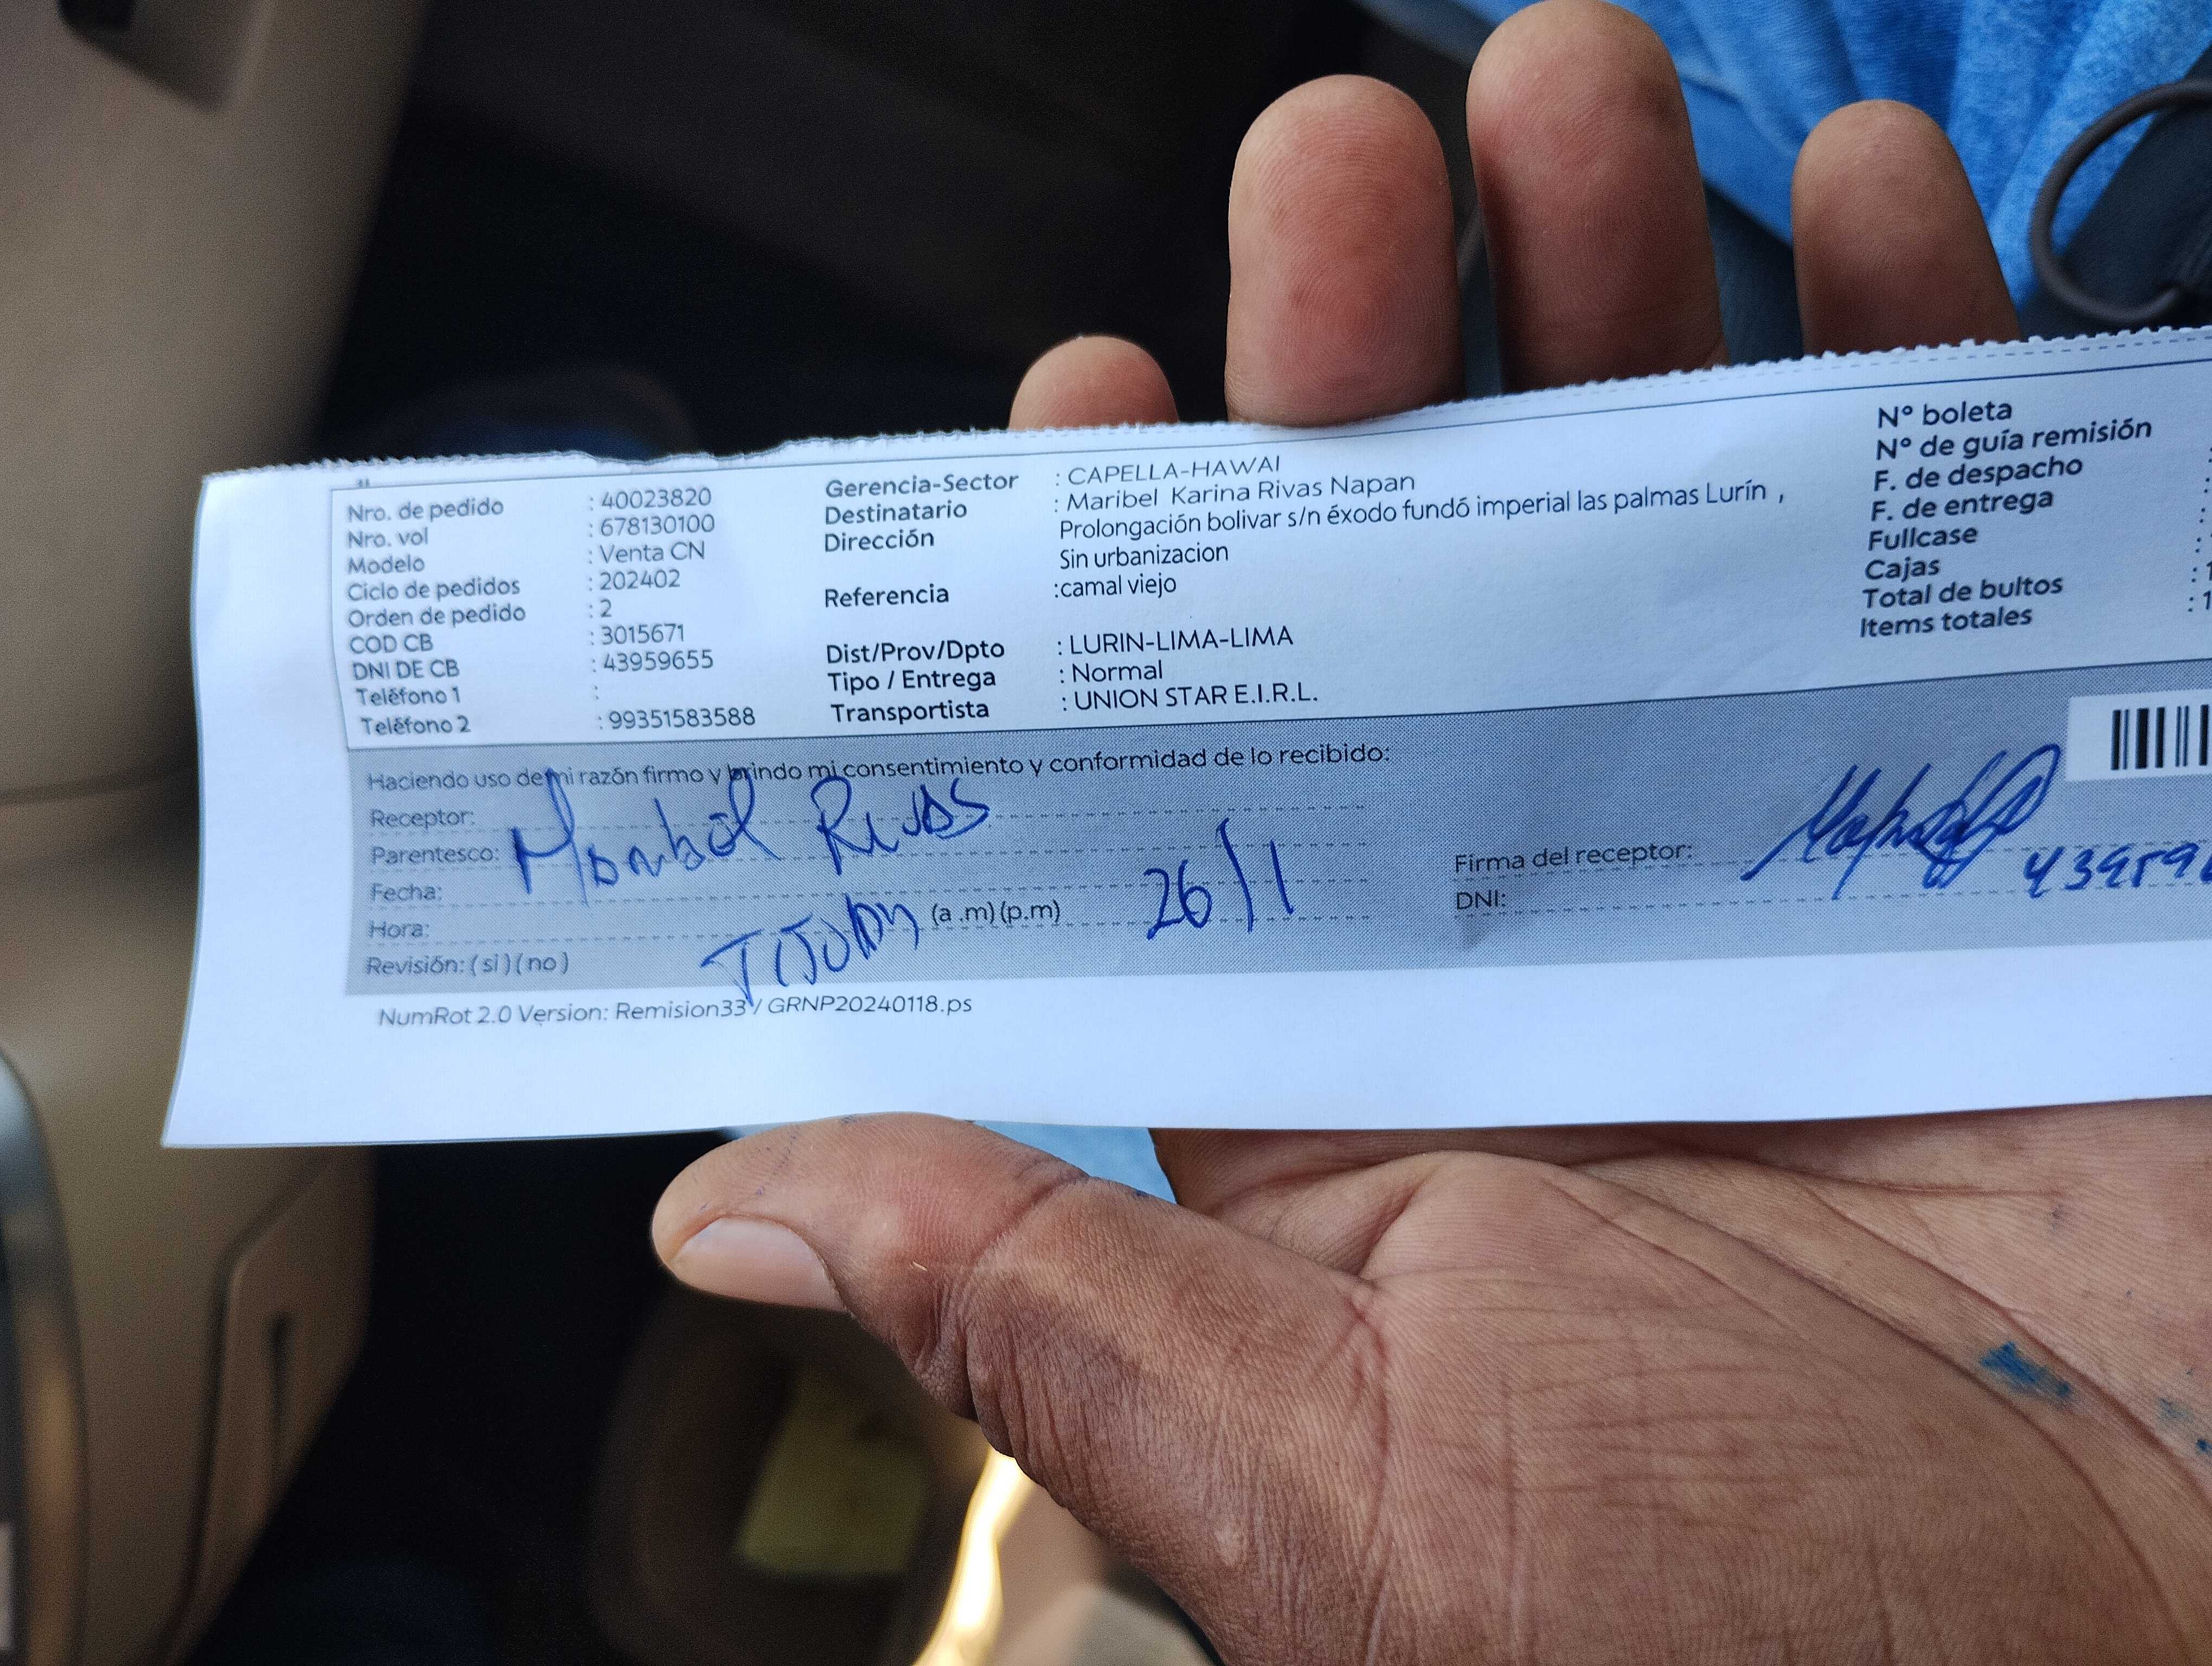 Nro. de pedido : 40023820
Nro. vol : 678130100
Modelo : Venta CN
Ciclo de pedidos : 202402
Orden de pedido : 2
COD CB : 3015671
DNI DE CB : 43959655
Teléfono 1 :
Teléfono 2 : 99351583588
Gerencia-Sector : CAPELLA-HAWAI
Destinatario : Maribel Karina Rivas Napan
Dirección Prolongación bolivar s/n éxodo fundó imperial las palmas Lurín ,
Sin urbanizacion
Referencia :camal viejo
Dist/Prov/Dpto : LURIN-LIMA-LIMA
Tipo / Entrega : Normal
Transportista : UNION STAR E.I.R.L.
N° boleta
N° de guía remisión :
F. de despacho :
F. de entrega :
Fullcase :
Cajas : 1
Total de bultos : 1
Items totales
Haciendo uso de mi razón firmo y brindo mi consentimiento y conformidad de lo recibido:
Receptor:
Parentesco: Rivas
Fecha:
Hora: (a .m)(p.m) 26/1
Revisión: ( si ) ( no )
Firma del receptor:
DNI: 43959
NumRot 2.0 Version: Remision33 / GRNP20240118.ps